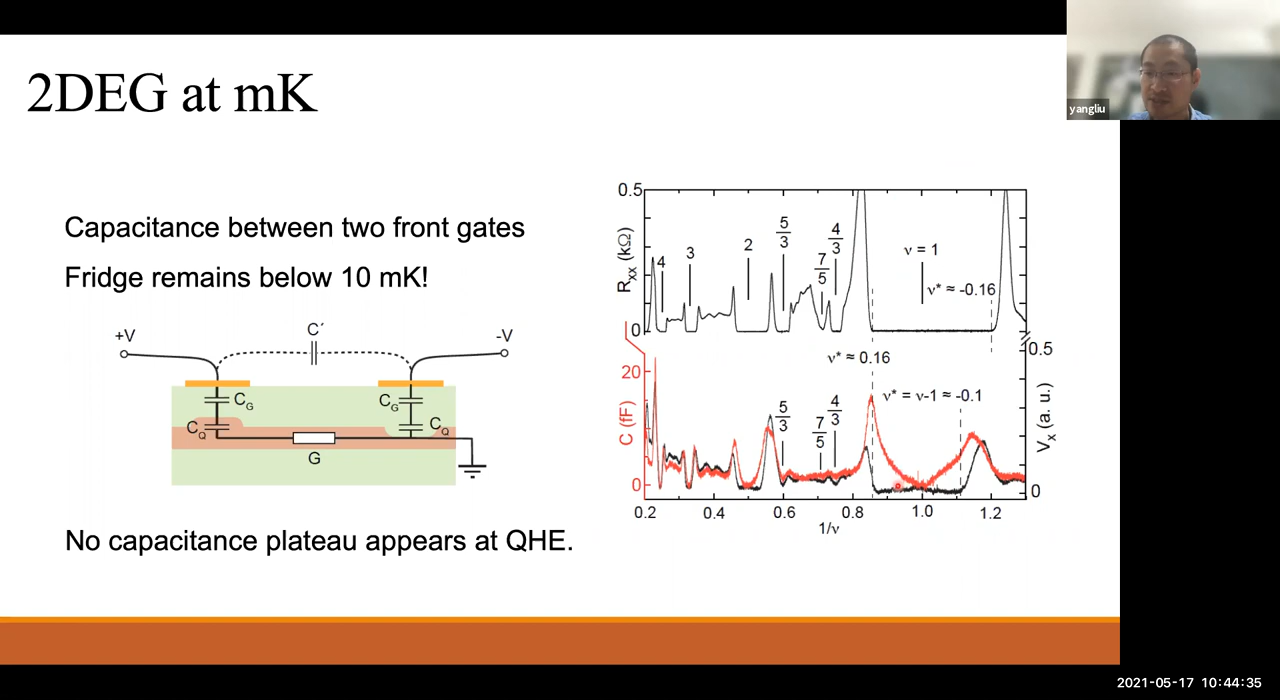 2DEG at mK
yangliu
Capacitance between two front gates
Fridge remains below 10 mK!
+V
C´
-V
C_G
C_G
C_Q
C_Q
G
No capacitance plateau appears at QHE.
0.5
R_xx (kΩ)
0
4
3
2
5/3
7/5
4/3
ν = 1
ν* ≈ -0.16
ν* ≈ 0.16
ν* = ν-1 ≈ -0.1
20
C (fF)
0
5/3
7/5
4/3
0.5
V_x (a. u.)
0
0.2 0.4 0.6 0.8 1.0 1.2
1/ν
2021-05-17 10:44:35